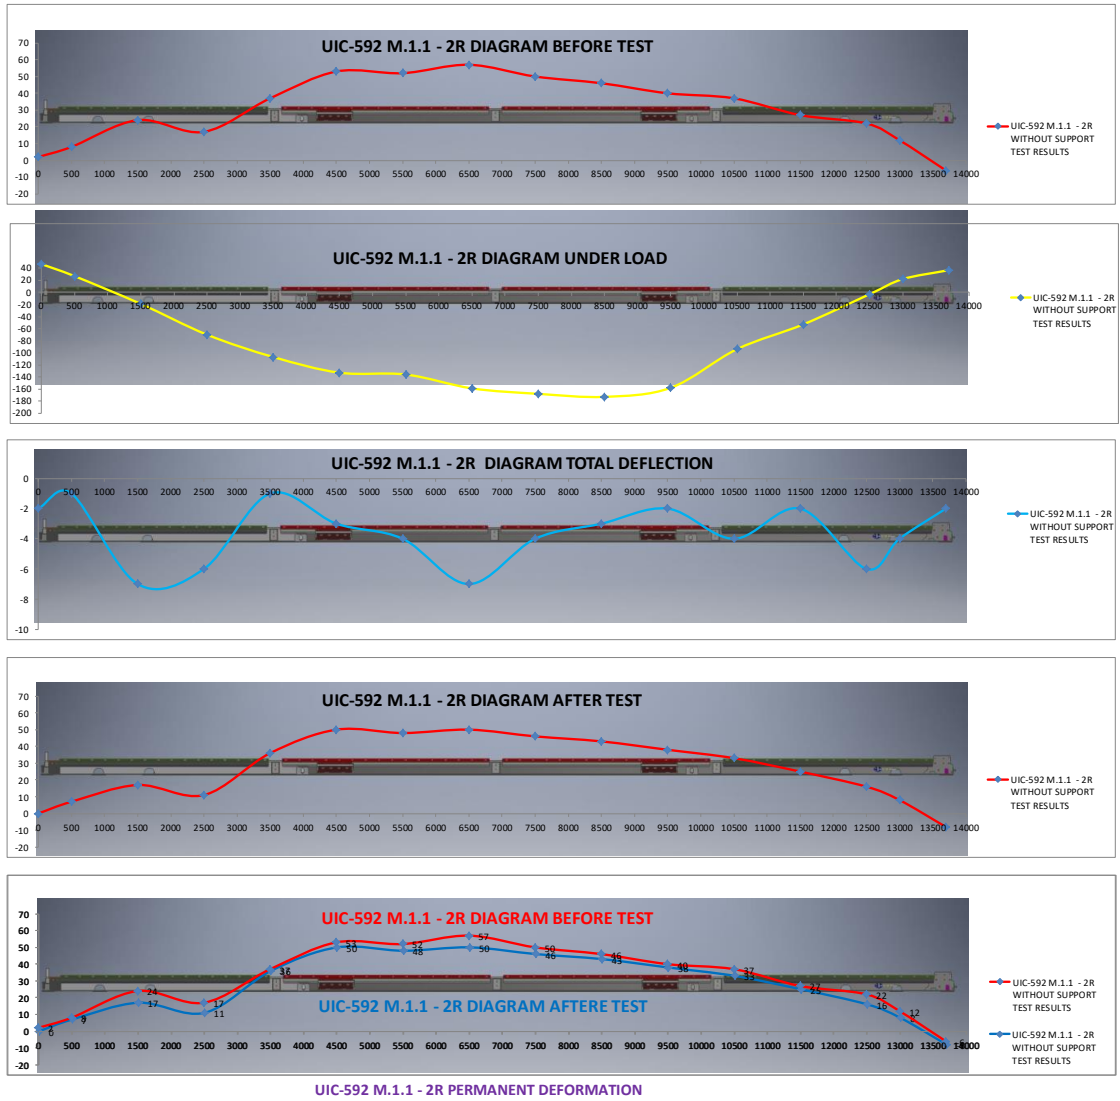 UIC-592 M.1.1 - 2R DIAGRAM BEFORE TEST
70
60
50
40
30
20
10
0
-10
-20
0 500 1000 1500 2000 2500 3000 3500 4000 4500 5000 5500 6000 6500 7000 7500 8000 8500 9000 9500 10000 10500 11000 11500 12000 12500 13000 13500 14000
UIC-592 M.1.1 - 2R
WITHOUT SUPPORT
TEST RESULTS
UIC-592 M.1.1 - 2R DIAGRAM UNDER LOAD
40
20
0
-20
-40
-60
-80
-100
-120
-140
-160
-180
-200
0 500 1000 1500 2000 2500 3000 3500 4000 4500 5000 5500 6000 6500 7000 7500 8000 8500 9000 9500 10000 10500 11000 11500 12000 12500 13000 13500 14000
UIC-592 M.1.1 - 2R
WITHOUT SUPPORT
TEST RESULTS
UIC-592 M.1.1 - 2R DIAGRAM TOTAL DEFLECTION
0
-2
-4
-6
-8
-10
0 500 1000 1500 2000 2500 3000 3500 4000 4500 5000 5500 6000 6500 7000 7500 8000 8500 9000 9500 10000 10500 11000 11500 12000 12500 13000 13500 14000
UIC-592 M.1.1 - 2R
WITHOUT SUPPORT
TEST RESULTS
UIC-592 M.1.1 - 2R DIAGRAM AFTER TEST
70
60
50
40
30
20
10
0
-10
-20
0 500 1000 1500 2000 2500 3000 3500 4000 4500 5000 5500 6000 6500 7000 7500 8000 8500 9000 9500 10000 10500 11000 11500 12000 12500 13000 13500 14000
UIC-592 M.1.1 - 2R
WITHOUT SUPPORT
TEST RESULTS
UIC-592 M.1.1 - 2R DIAGRAM BEFORE TEST
70
60
50
40
30
20
10
0
-10
-20
8 24 17 37 53 52 57 50 46 40 37 27 22 12
0 7 17 11 36 50 48 50 46 43 38 33 25 16
UIC-592 M.1.1 - 2R DIAGRAM AFTERE TEST
0 500 1000 1500 2000 2500 3000 3500 4000 4500 5000 5500 6000 6500 7000 7500 8000 8500 9000 9500 10000 10500 11000 11500 12000 12500 13000 13500 14000
UIC-592 M.1.1 - 2R
WITHOUT SUPPORT
TEST RESULTS
UIC-592 M.1.1 - 2R
WITHOUT SUPPORT
TEST RESULTS
UIC-592 M.1.1 - 2R PERMANENT DEFORMATION